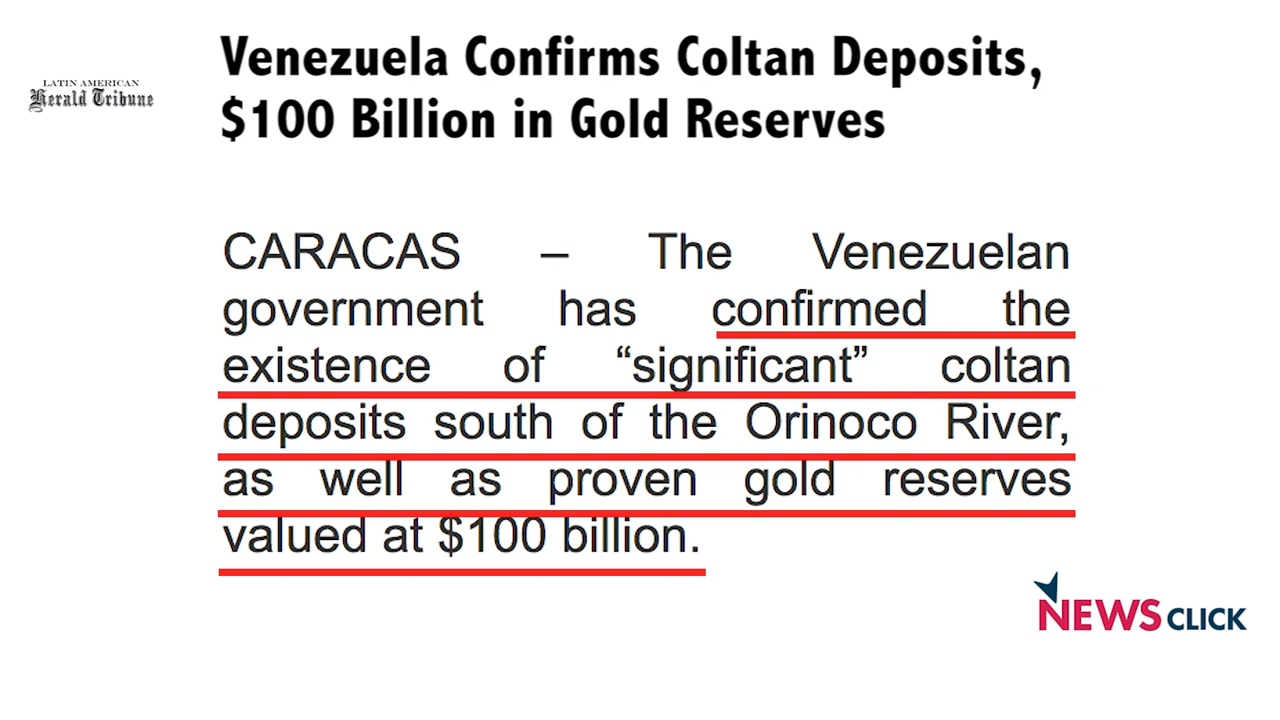 Venezuela Confirms Coltan Deposits,
$100 Billion in Gold Reserves
LATIN AMERICAN
Herald Tribune
CARACAS – The Venezuelan
government has confirmed the
existence of “significant” coltan
deposits south of the Orinoco River,
as well as proven gold reserves
valued at $100 billion.
NEWS CLICK